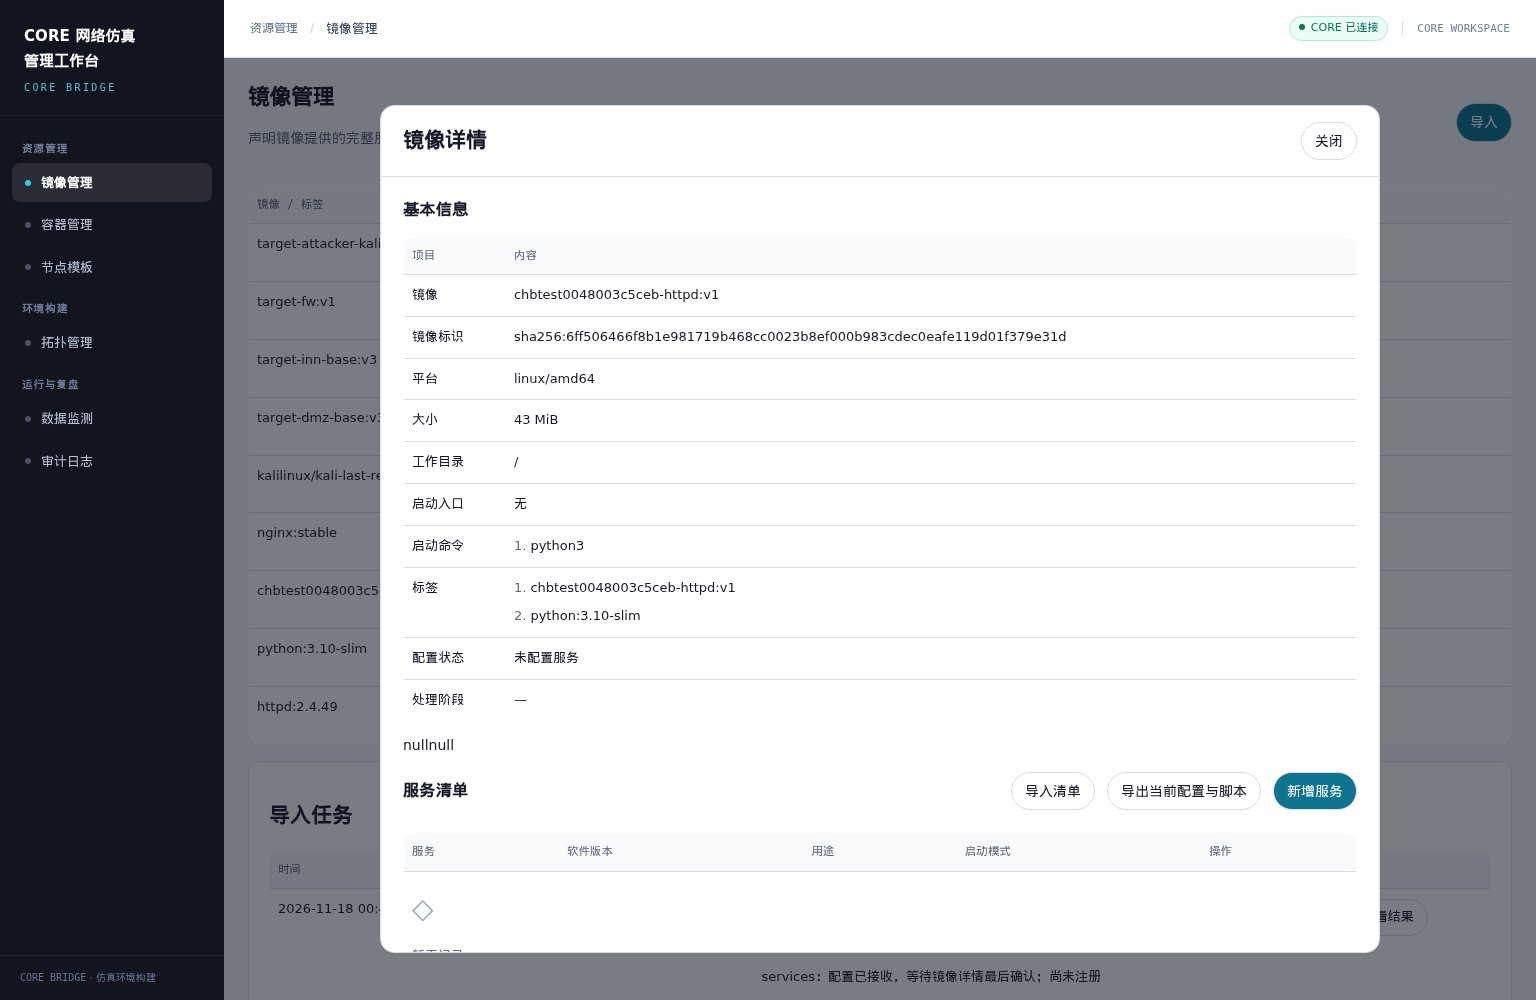 CORE 网络仿真
管理工作台
CORE BRIDGE
资源管理
镜像管理
容器管理
节点模板
环境构建
拓扑管理
运行与复盘
数据监测
审计日志
CORE BRIDGE · 仿真环境构建
资源管理 / 镜像管理
CORE 已连接
CORE WORKSPACE
镜像管理
声明镜像提供的完整
导入
镜像 / 标签
target-attacker-kali
target-fw:v1
target-inn-base:v3
target-dmz-base:v3
kalilinux/kali-last-re
nginx:stable
chbtest0048003c5
python:3.10-slim
httpd:2.4.49
导入任务
时间
2026-11-18 00:
看结果
services：配置已接收，等待镜像详情最后确认；尚未注册
镜像详情
关闭
基本信息
项目 内容
镜像 chbtest0048003c5ceb-httpd:v1
镜像标识 sha256:6ff506466f8b1e981719b468cc0023b8ef000b983cdec0eafe119d01f379e31d
平台 linux/amd64
大小 43 MiB
工作目录 /
启动入口 无
启动命令 1. python3
标签 1. chbtest0048003c5ceb-httpd:v1
2. python:3.10-slim
配置状态 未配置服务
处理阶段 —
nullnull
服务清单
导入清单
导出当前配置与脚本
新增服务
服务 软件版本 用途 启动模式 操作